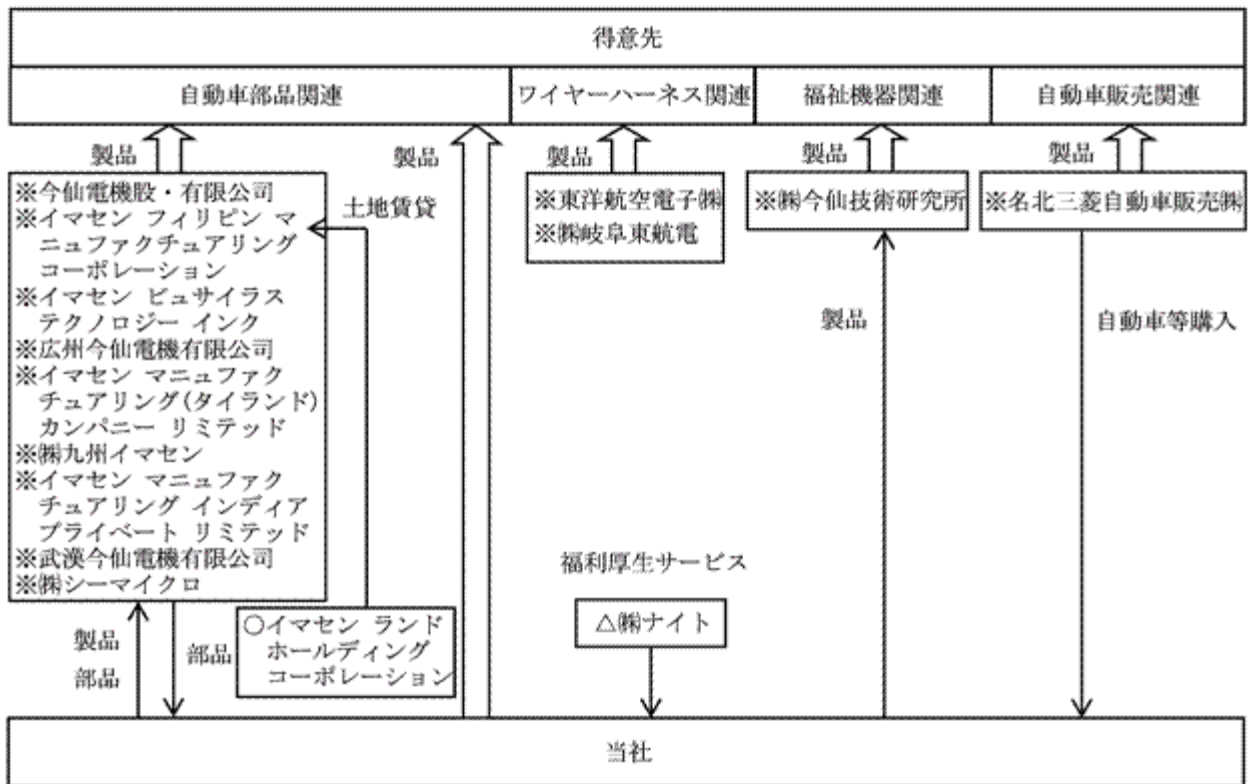 得意先
自動車部品関連
ワイヤーハーネス関連
福祉機器関連
自動車販売関連
製品
製品
製品
製品
製品
※今仙電機股・有限公司
※イマセン フィリピン マ
ニュファクチュアリング
コーポレーション
※イマセン ビュサイラス
テクノロジー インク
※広州今仙電機有限公司
※イマセン マニュファク
チュアリング(タイランド)
カンパニー リミテッド
※㈱九州イマセン
※イマセン マニュファク
チュアリング インディア
プライベート リミテッド
※武漢今仙電機有限公司
※㈱シーマイクロ
土地賃貸
※東洋航空電子㈱
※㈱岐阜東航電
※㈱今仙技術研究所
※名北三菱自動車販売㈱
製品
自動車等購入
福利厚生サービス
△㈱ナイト
製品
部品
部品
○イマセン ランド
ホールディング
コーポレーション
当社